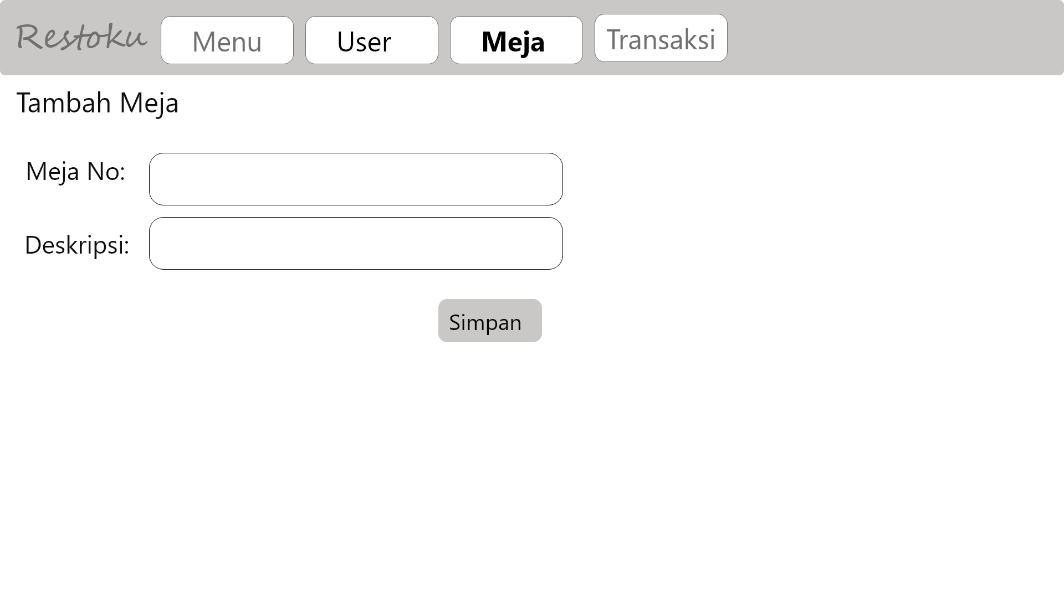 Restoku Menu User Meja Transaksi
Tambah Meja
Meja No:
Deskripsi:
Simpan